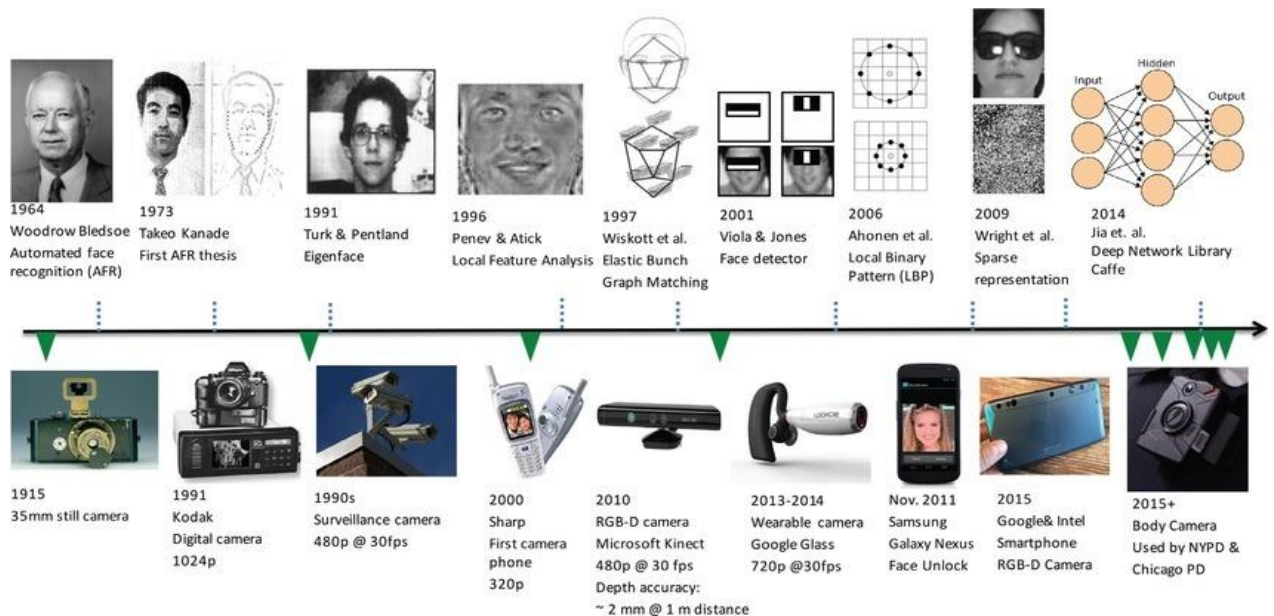 Input
Hidden
Output
1964
Woodrow Bledsoe
Automated face
recognition (AFR)
1973
Takeo Kanade
First AFR thesis
1991
Turk & Pentland
Eigenface
1996
Penev & Atick
Local Feature Analysis
1997
Wiskott et al.
Elastic Bunch
Graph Matching
2001
Viola & Jones
Face detector
2006
Ahonen et al.
Local Binary
Pattern (LBP)
2009
Wright et al.
Sparse
representation
2014
Jia et. al.
Deep Network Library
Caffe
1915
35mm still camera
1991
Kodak
Digital camera
1024p
1990s
Surveillance camera
480p @ 30fps
2000
Sharp
First camera
phone
320p
2010
RGB-D camera
Microsoft Kinect
480p @ 30 fps
Depth accuracy:
~ 2 mm @ 1 m distance
LOOXCIE
2013-2014
Wearable camera
Google Glass
720p @30fps
Nov. 2011
Samsung
Galaxy Nexus
Face Unlock
2015
Google& Intel
Smartphone
RGB-D Camera
2015+
Body Camera
Used by NYPD &
Chicago PD